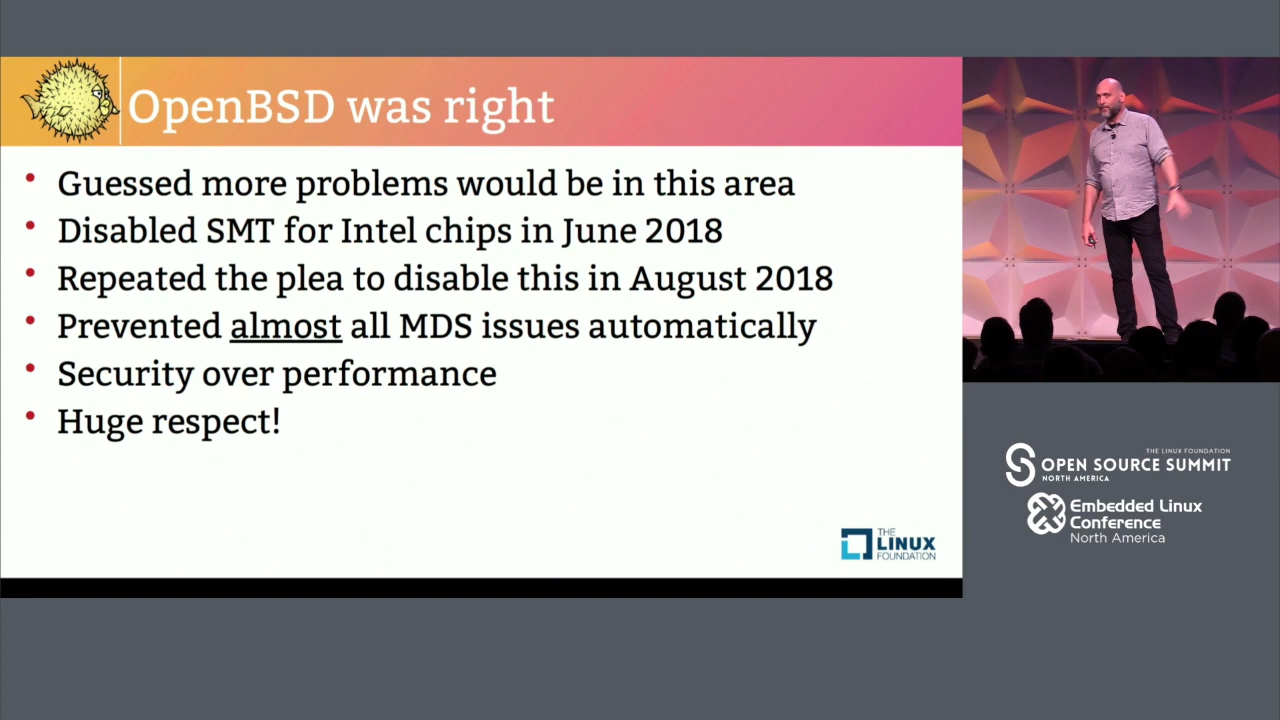 OpenBSD was right
Guessed more problems would be in this area
Disabled SMT for Intel chips in June 2018
Repeated the plea to disable this in August 2018
Prevented almost all MDS issues automatically
Security over performance
Huge respect!
THE
LINUX
FOUNDATION
THE LINUX FOUNDATION
OPEN SOURCE SUMMIT
NORTH AMERICA
Embedded Linux
Conference
North America